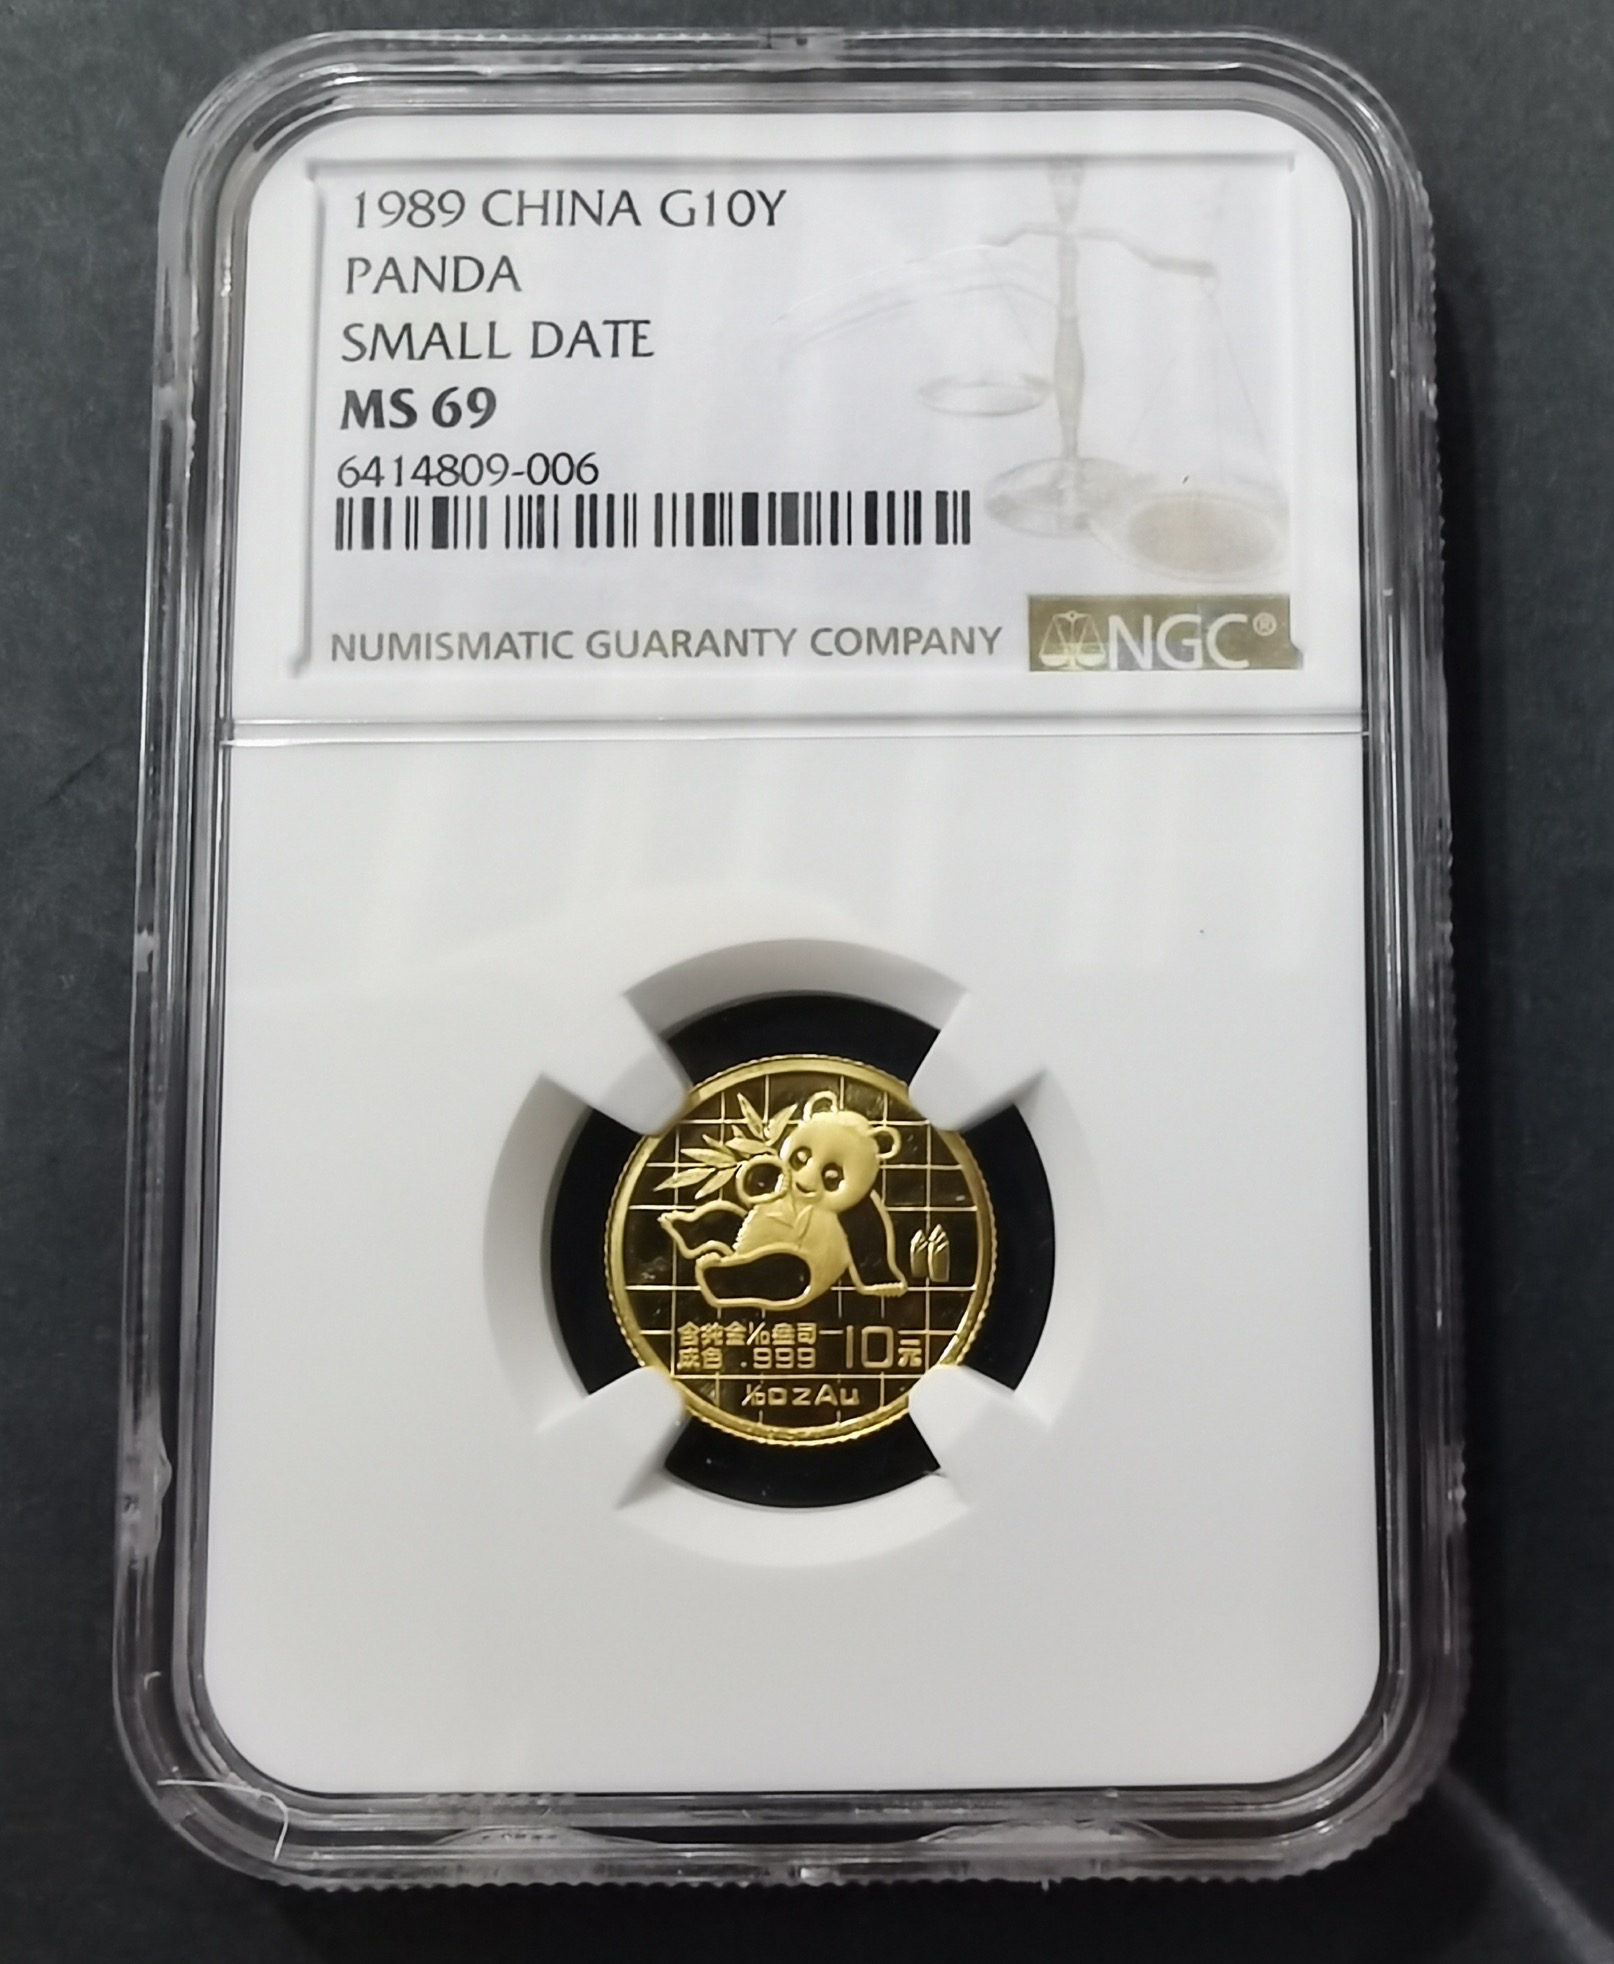 1989 CHINA G10Y
PANDA
SMALL DATE
MS 69
6414809-006
NUMISMATIC GUARANTY COMPANY NGC®
含纯金1/10盎司
成色 .999 10元
1/10 oz Au